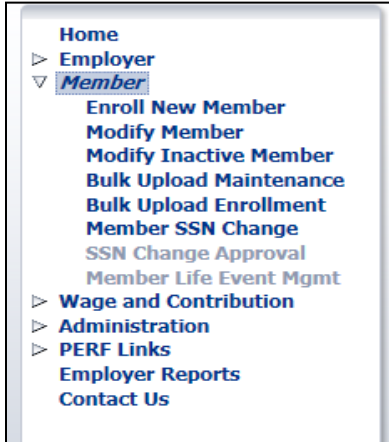 Home
Employer
Member
Enroll New Member
Modify Member
Modify Inactive Member
Bulk Upload Maintenance
Bulk Upload Enrollment
Member SSN Change
SSN Change Approval
Member Life Event Mgmt
Wage and Contribution
Administration
PERF Links
Employer Reports
Contact Us